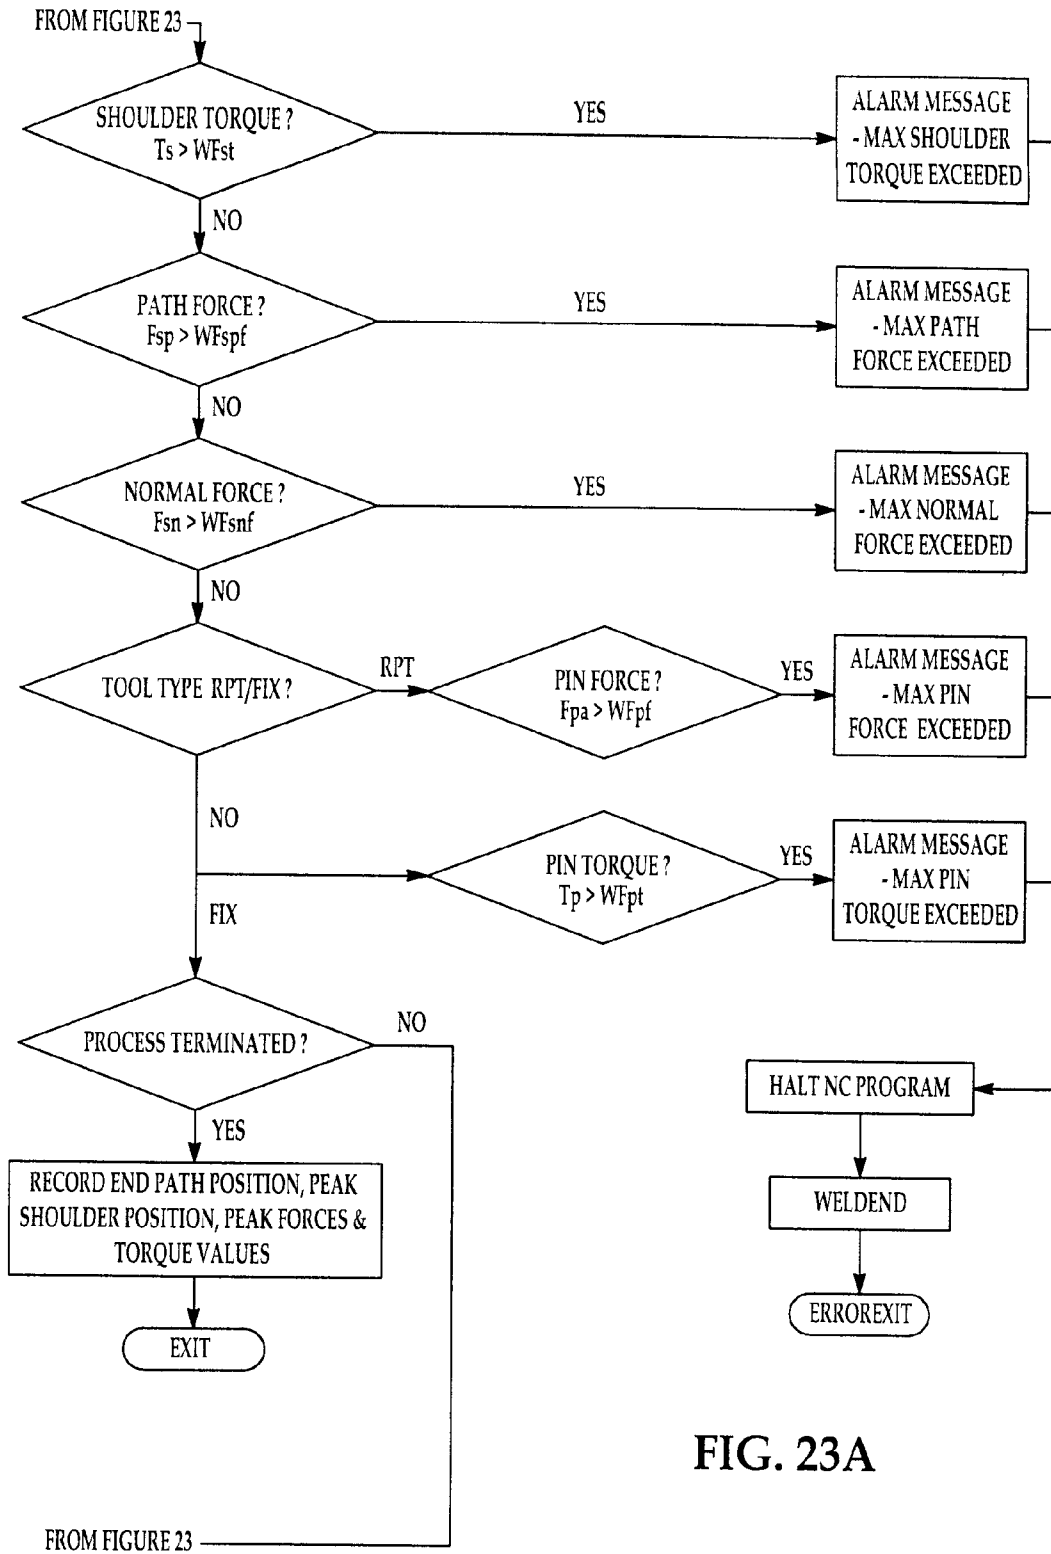 FROM FIGURE 23
SHOULDER TORQUE ?
Ts > WFst
YES
ALARM MESSAGE
- MAX SHOULDER
TORQUE EXCEEDED
NO
PATH FORCE ?
Fsp > WFspf
YES
ALARM MESSAGE
- MAX PATH
FORCE EXCEEDED
NO
NORMAL FORCE ?
Fsn > WFsnf
YES
ALARM MESSAGE
- MAX NORMAL
FORCE EXCEEDED
NO
TOOL TYPE RPT/FIX ?
RPT
PIN FORCE ?
Fpa > WFpf
YES
ALARM MESSAGE
- MAX PIN
FORCE EXCEEDED
NO
PIN TORQUE ?
Tp > WFpt
YES
ALARM MESSAGE
- MAX PIN
TORQUE EXCEEDED
FIX
PROCESS TERMINATED ?
NO
YES
RECORD END PATH POSITION, PEAK
SHOULDER POSITION, PEAK FORCES &
TORQUE VALUES
EXIT
HALT NC PROGRAM
WELDEND
ERROREXIT
FIG. 23A
FROM FIGURE 23